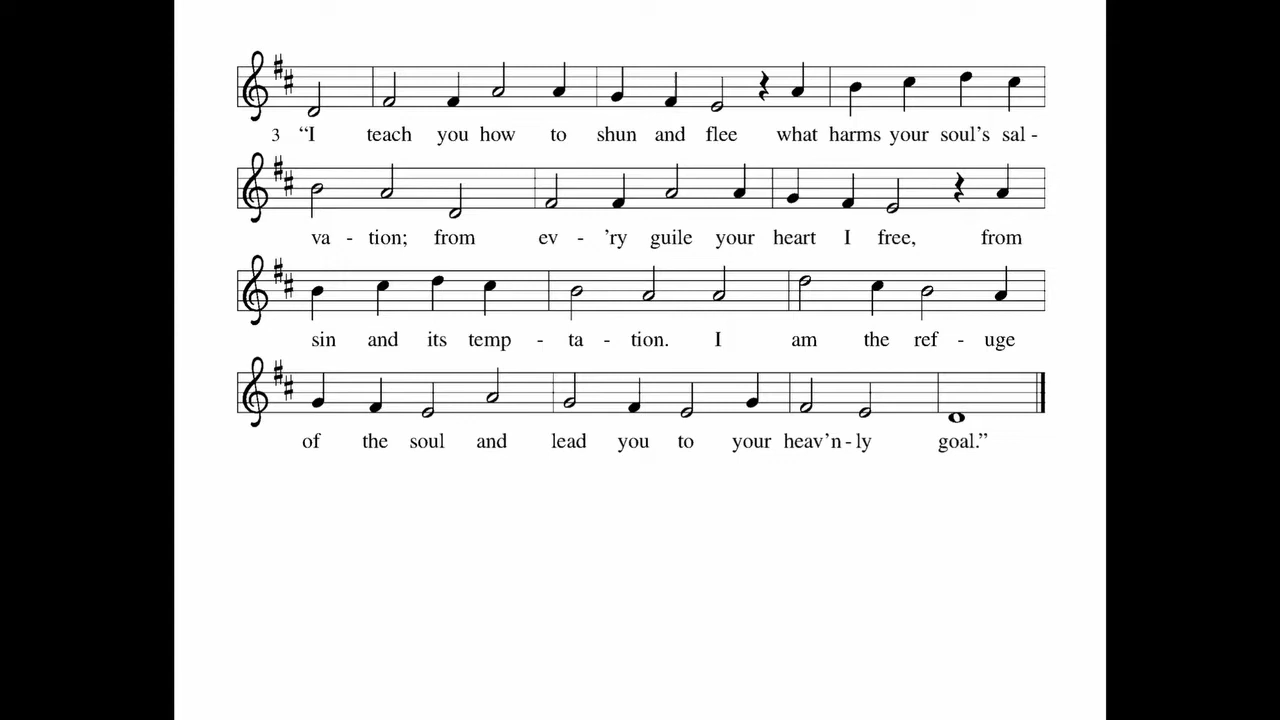 3 “I teach you how to shun and flee what harms your soul’s sal -
va - tion; from ev - ’ry guile your heart I free, from
sin and its temp - ta - tion. I am the ref - uge
of the soul and lead you to your heav’n - ly goal.”